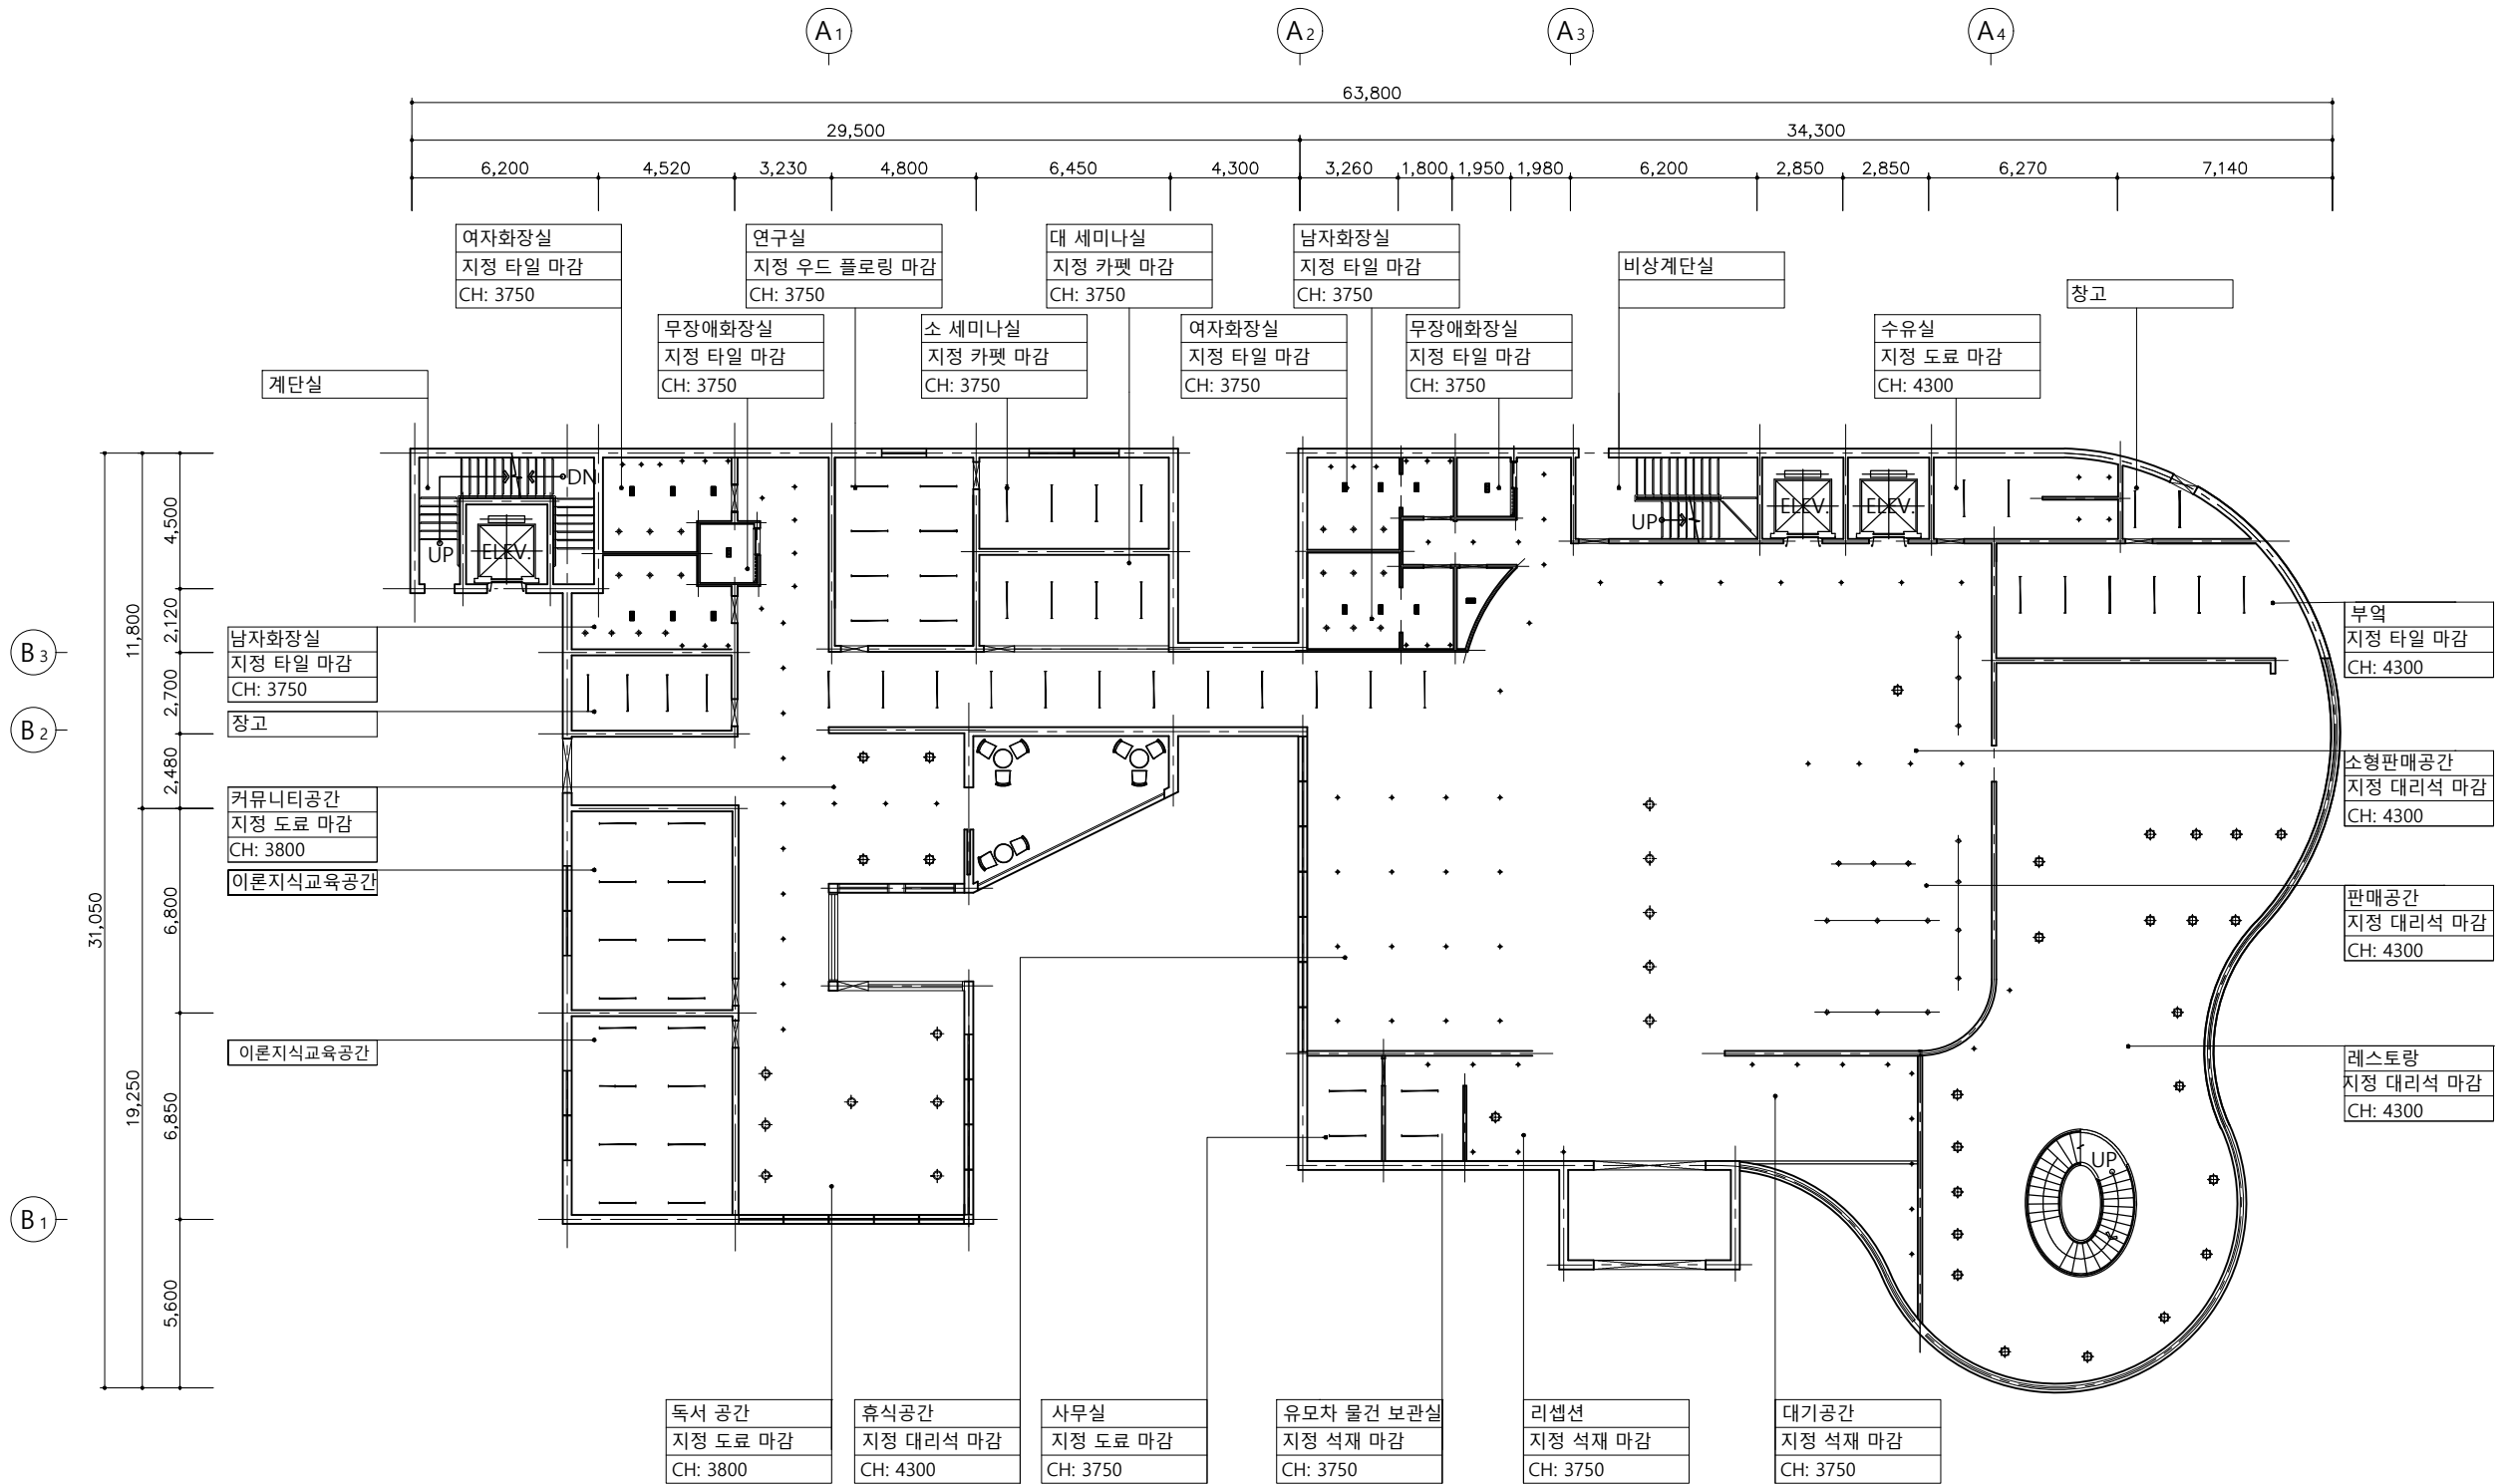 A1
A2
A3
A4
63,800
29,500
34,300
6,200
4,520
3,230
4,800
6,450
4,300
3,260
1,800
1,950
1,980
6,200
2,850
2,850
6,270
7,140
여자화장실
지정 타일 마감
CH: 3750
연구실
지정 우드 플로링 마감
CH: 3750
대 세미나실
지정 카펫 마감
CH: 3750
남자화장실
지정 타일 마감
CH: 3750
비상계단실
창고
무장애화장실
지정 타일 마감
CH: 3750
소 세미나실
지정 카펫 마감
CH: 3750
여자화장실
지정 타일 마감
CH: 3750
무장애화장실
지정 타일 마감
CH: 3750
수유실
지정 도료 마감
CH: 4300
계단실
DN
UP
ELEV.
UP
ELEV.
ELEV.
31,050
11,800
19,250
4,500
2,120
2,700
2,480
6,800
6,850
5,600
B3
B2
B1
남자화장실
지정 타일 마감
CH: 3750
장고
커뮤니티공간
지정 도료 마감
CH: 3800
이론지식교육공간
이론지식교육공간
부엌
지정 타일 마감
CH: 4300
소형판매공간
지정 대리석 마감
CH: 4300
판매공간
지정 대리석 마감
CH: 4300
레스토랑
지정 대리석 마감
CH: 4300
UP
독서 공간
지정 도료 마감
CH: 3800
휴식공간
지정 대리석 마감
CH: 4300
사무실
지정 도료 마감
CH: 3750
유모차 물건 보관실
지정 석재 마감
CH: 3750
리셉션
지정 석재 마감
CH: 3750
대기공간
지정 석재 마감
CH: 3750